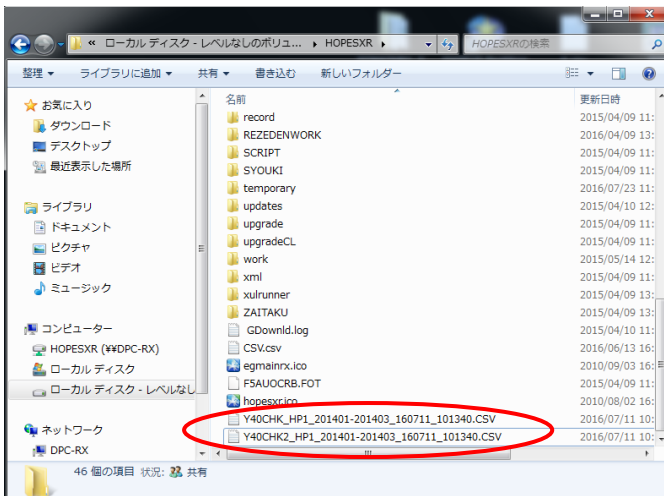 « ローカル ディスク - レベルなしのボリュ... ▸ HOPESXR ▸
HOPESXRの検索
整理 ライブラリに追加 共有 書き込む 新しいフォルダー
お気に入り
ダウンロード
デスクトップ
最近表示した場所
ライブラリ
ドキュメント
ピクチャ
ビデオ
ミュージック
コンピューター
HOPESXR (¥¥DPC-RX)
ローカル ディスク
ローカル ディスク - レベルなし
ネットワーク
DPC-RX
名前 更新日時
record 2015/04/09 11:
REZEDENWORK 2016/04/09 13:
SCRIPT 2015/04/09 11:
SYOUKI 2015/04/09 11:
temporary 2016/07/23 11:
updates 2015/04/10 12:
upgrade 2015/04/09 11:
upgradeCL 2015/04/09 11:
work 2015/05/14 12:
xml 2015/04/09 11:
xulrunner 2015/04/09 13:
ZAITAKU 2015/04/09 13:
GDownld.log 2015/04/10 11:
CSV.csv 2016/06/13 16:
egmainrx.ico 2010/09/03 16:
F5AUOCRB.FOT 2015/04/09 11:
hopesxr.ico 2010/08/02 16:
Y40CHK_HP1_201401-201403_160711_101340.CSV 2016/07/11 10:
Y40CHK2_HP1_201401-201403_160711_101340.CSV 2016/07/11 10:
46 個の項目 状況: 共有